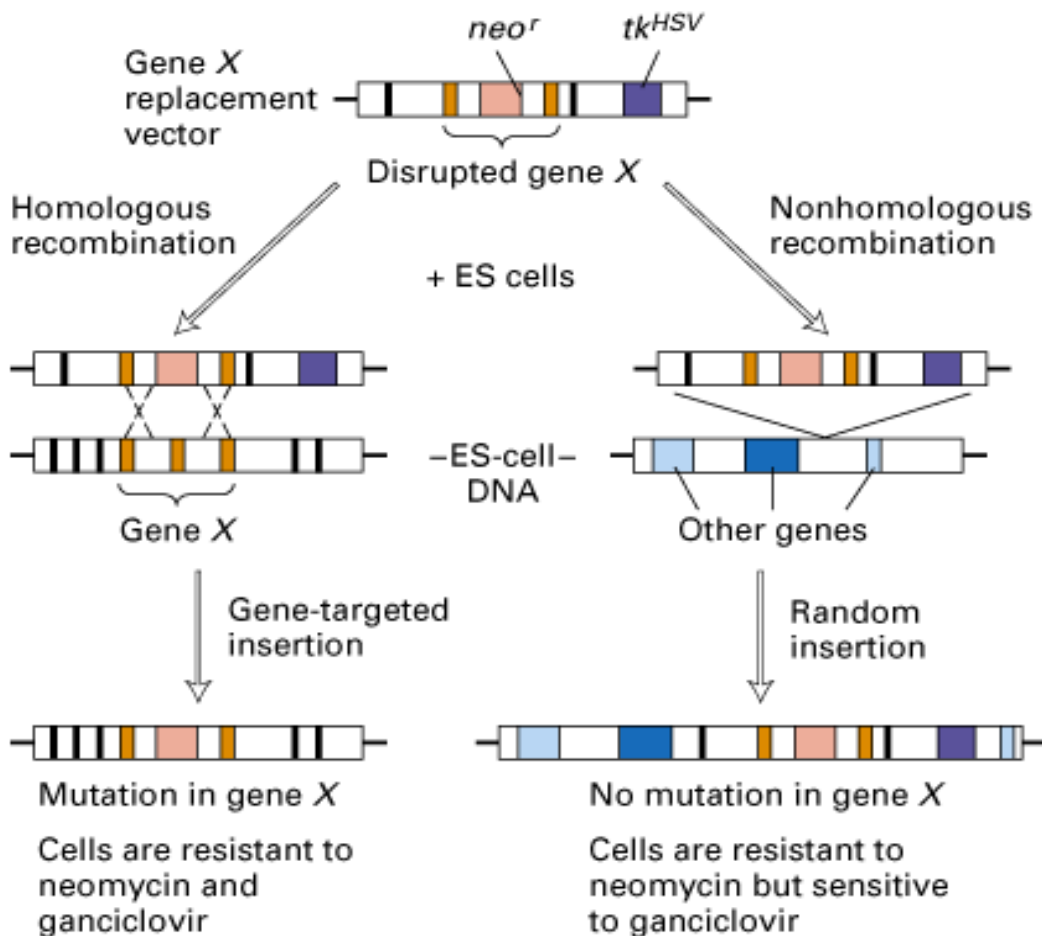 neo^r
tk^HSV
Gene X
replacement
vector
Disrupted gene X
Homologous
recombination
Nonhomologous
recombination
+ ES cells
–ES-cell–
DNA
Gene X
Other genes
Gene-targeted
insertion
Random
insertion
Mutation in gene X
Cells are resistant to
neomycin and
ganciclovir
No mutation in gene X
Cells are resistant to
neomycin but sensitive
to ganciclovir